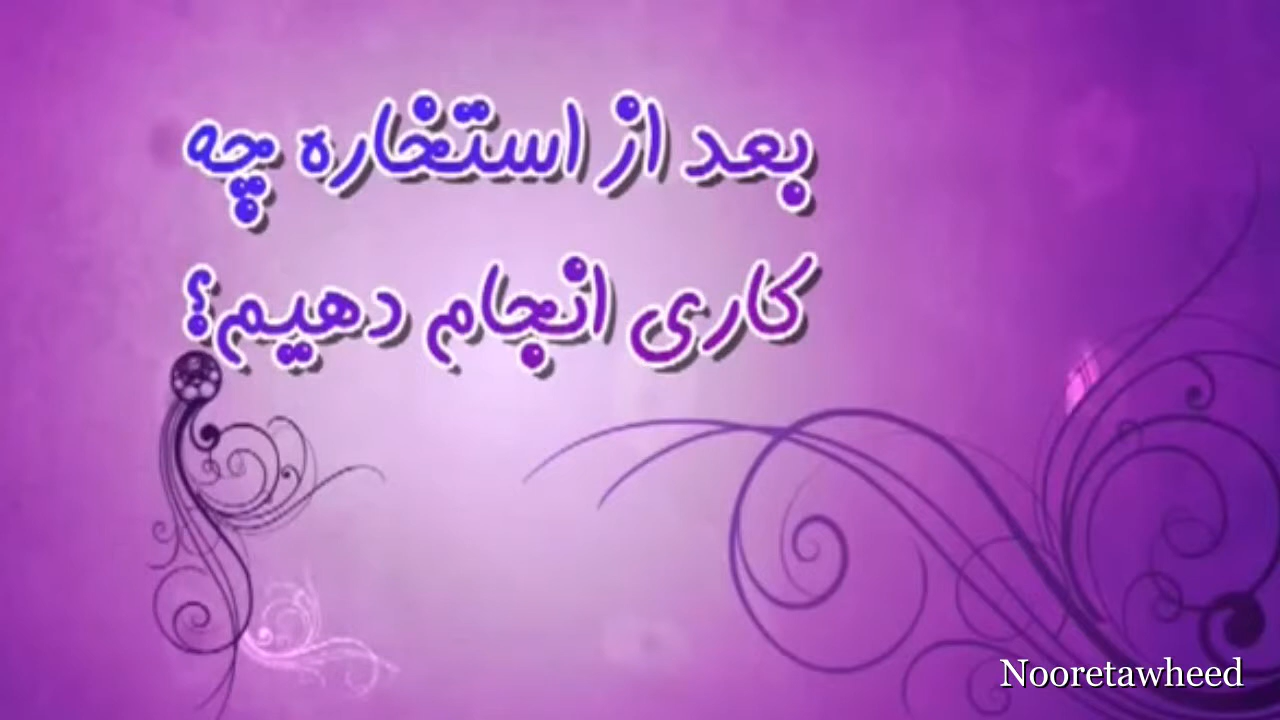 بعد از استخاره چه
کاری انجام دهیم؟
Nooretawheed